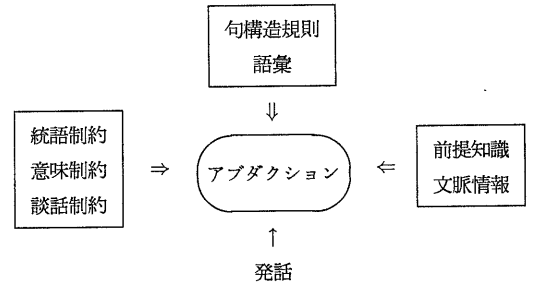 句構造規則
語彙
⇓
統語制約
意味制約
談話制約
⇒
アブダクション
⇐
前提知識
文脈情報
↑
発話